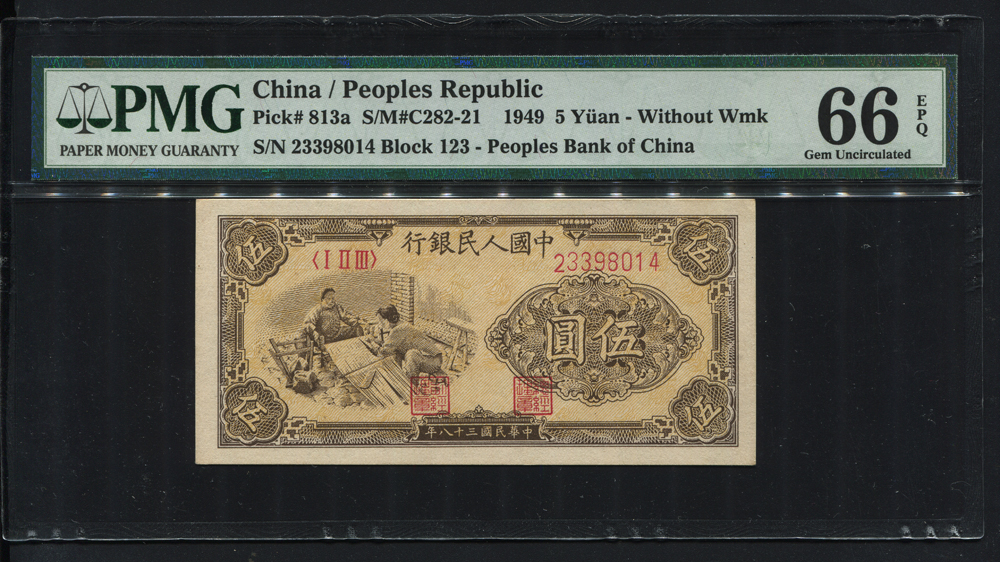 PMG
PAPER MONEY GUARANTY
China / Peoples Republic
Pick# 813a S/M#C282-21 1949 5 Yüan - Without Wmk
S/N 23398014 Block 123 - Peoples Bank of China
66
EPQ
Gem Uncirculated
行銀民人國中
〈I II III〉
23398014
伍
伍
圓伍
伍
伍
年八十三國民華中